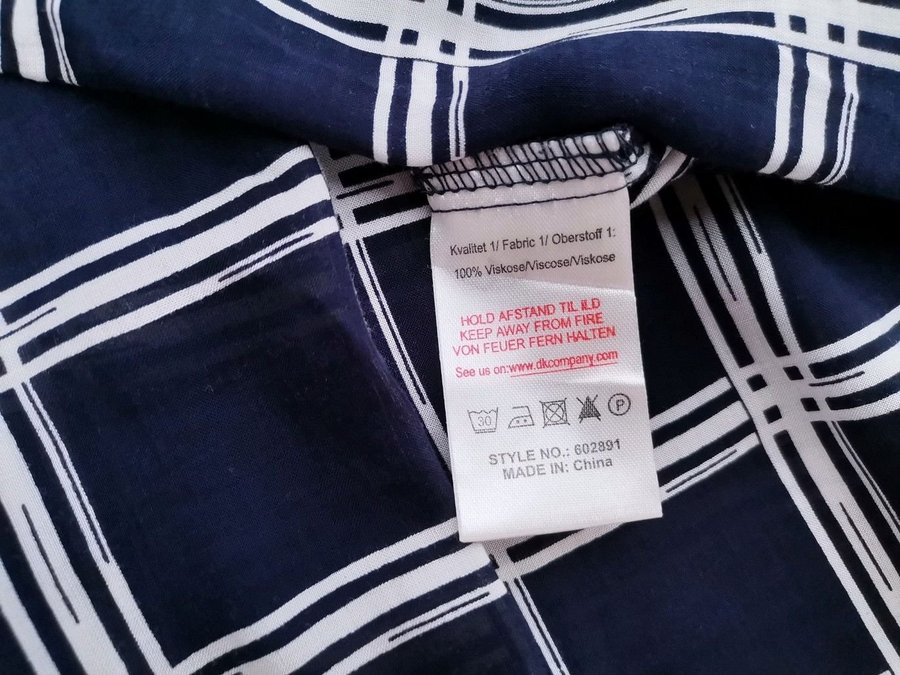 Kvalitet 1/ Fabric 1/ Oberstoff 1:
100% Viskose/Viscose/Viskose
HOLD AFSTAND TIL ILD
KEEP AWAY FROM FIRE
VON FEUER FERN HALTEN
See us on:www.dkcompany.com
30 P
STYLE NO.: 602891
MADE IN: China